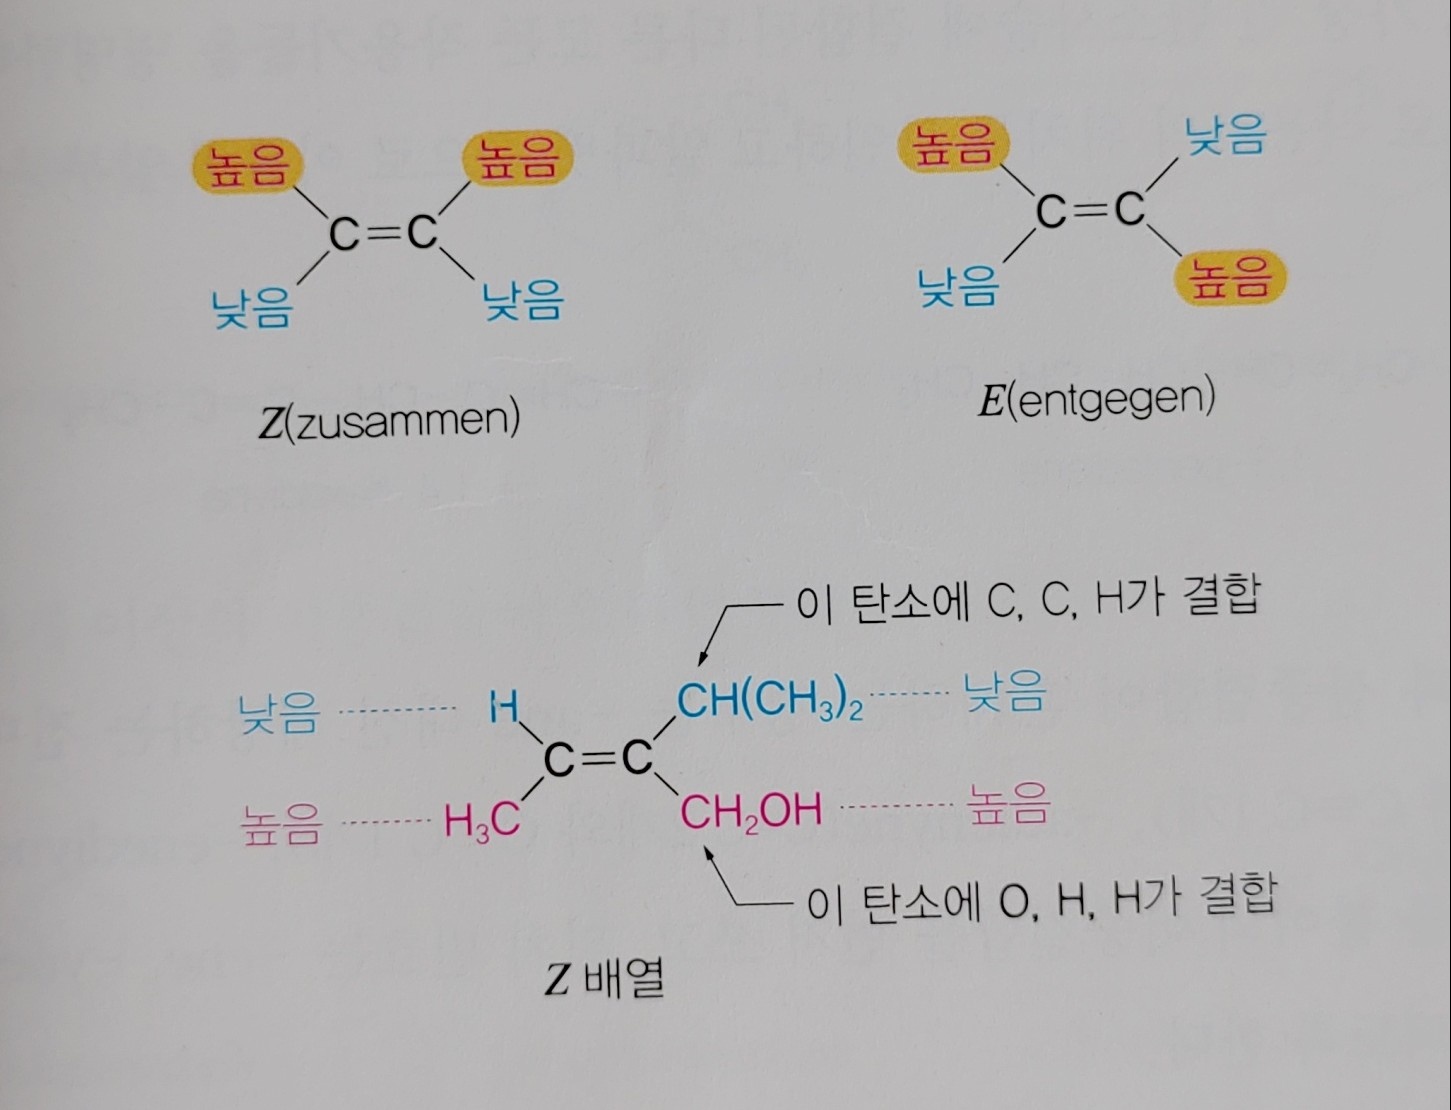 높음 높음
C=C
낮음 낮음
Z(zusammen)
높음 낮음
C=C
낮음 높음
E(entgegen)
이 탄소에 C, C, H가 결합
낮음 H CH(CH₃)₂ 낮음
C=C
높음 H₃C CH₂OH 높음
이 탄소에 O, H, H가 결합
Z 배열